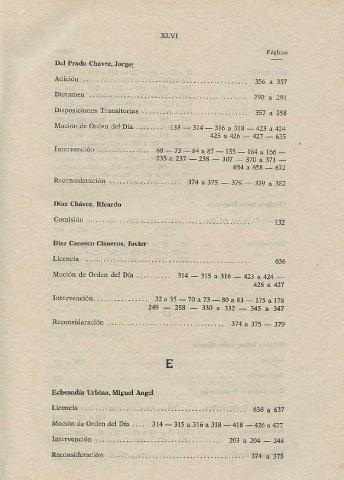 XLVI
Páginas
Del Prado Chávez, Jorge
Adición ........ 356 a 357
Dictamen ........ 290 a 291
Disposiciones Transitorias ........ 357 a 358
Moción de Orden del Día ........ 133 — 314 — 316 a 318 — 423 a 424
425 a 426 — 427 — 635
Intervención ........ 68 — 73 — 84 a 87 — 155 — 164 a 166 —
235 a 237 — 238 — 307 — 370 a 371 —
654 a 658 — 672
Reconsideración ........ 374 a 375 — 379 — 379 a 382
Díaz Chávez, Ricardo
Comisión ........ 132
Diez Canseco Cisneros, Javier
Licencia ........ 636
Moción de Orden del Día ........ 314 — 315 a 316 — 423 a 424 —
426 a 427
Intervención ........ 32 a 35 — 70 a 73 — 80 a 83 — 175 a 178
249 — 288 — 330 a 332 — 345 a 347
Reconsideración ........ 374 a 375 — 379
E
Echeandía Urbina, Miguel Angel
Licencia ........ 636 a 637
Moción de Orden del Día .... 314 — 315 a 316 a 318 — 418 — 426 a 427
Intervención ........ 203 a 204 — 248
Reconsideración ........ 374 a 375